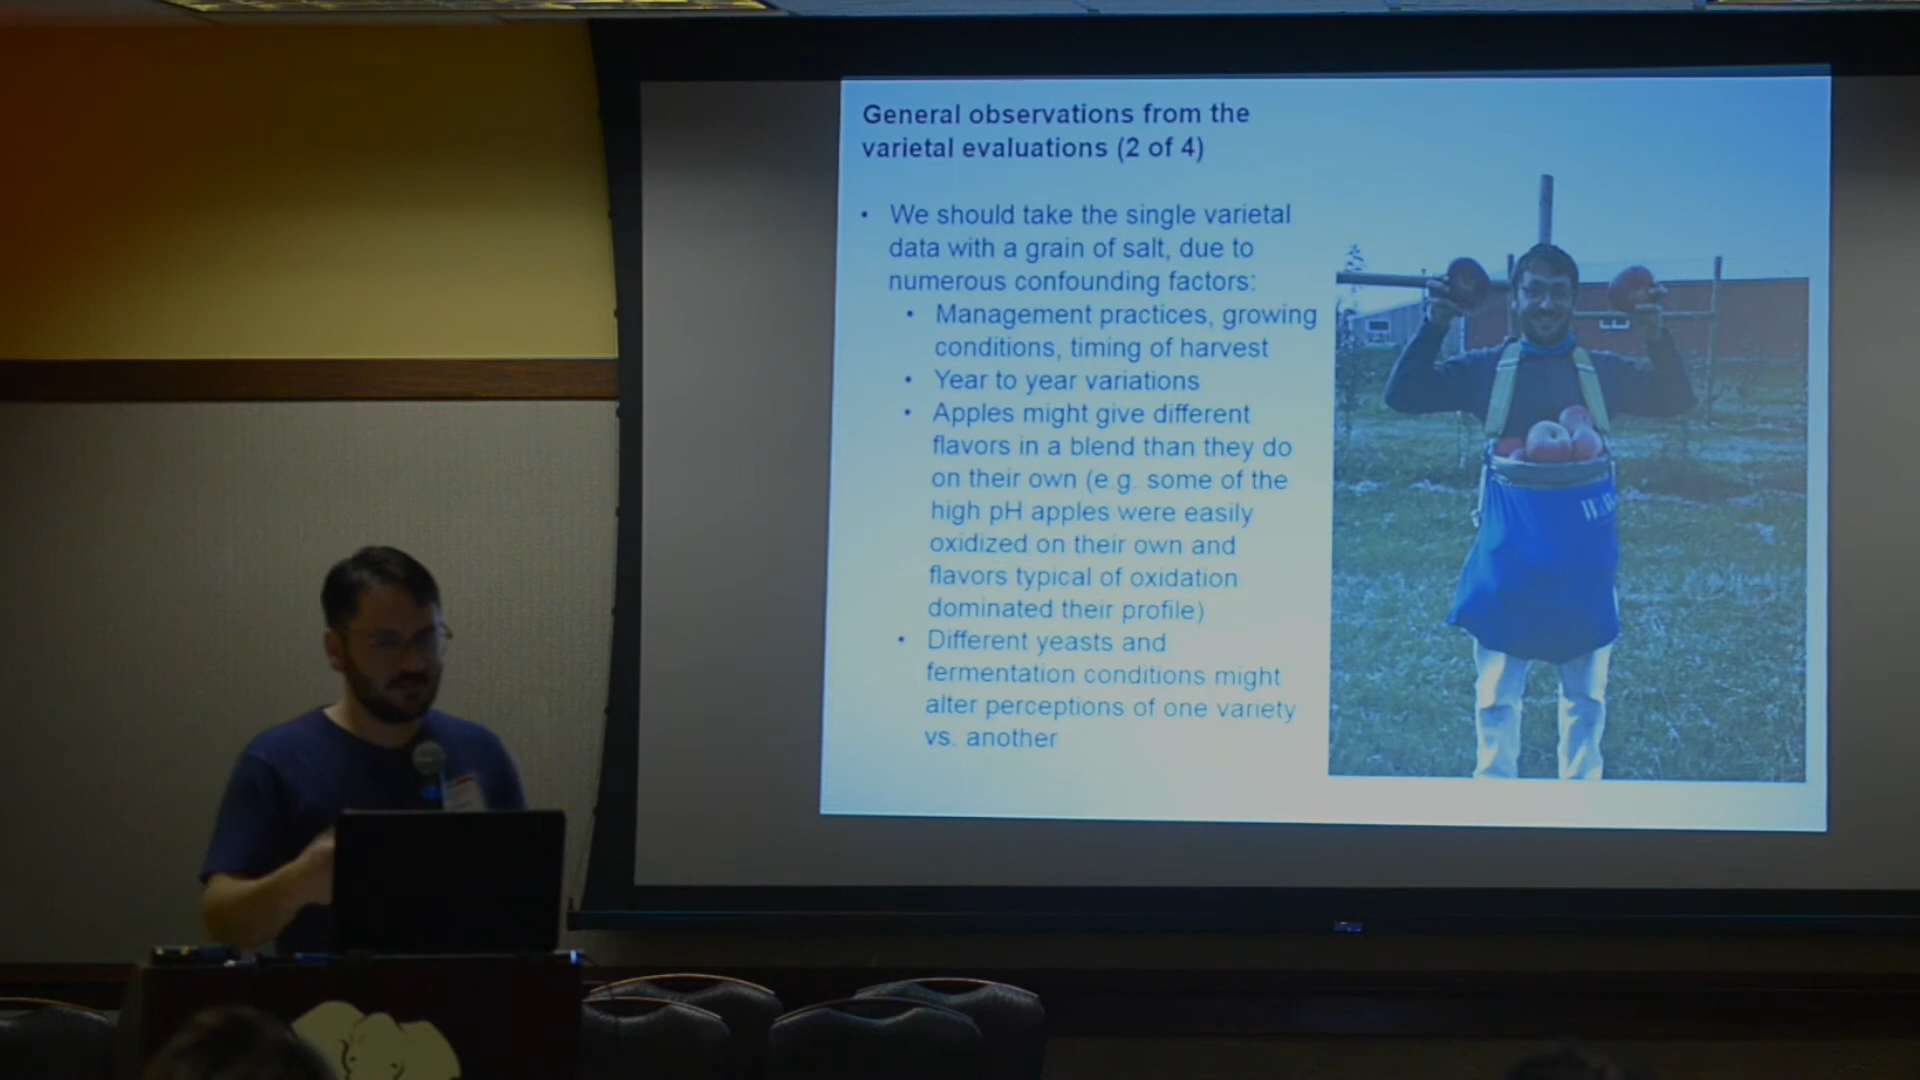 General observations from the
varietal evaluations (2 of 4)
• We should take the single varietal
data with a grain of salt, due to
numerous confounding factors:
• Management practices, growing
conditions, timing of harvest
• Year to year variations
• Apples might give different
flavors in a blend than they do
on their own (e.g. some of the
high pH apples were easily
oxidized on their own and
flavors typical of oxidation
dominated their profile)
• Different yeasts and
fermentation conditions might
alter perceptions of one variety
vs. another